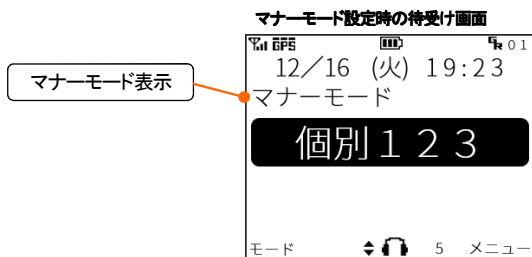 マナーモード設定時の待受け画面
GPS GR 01
12／16 (火) 19:23
マナーモード表示
マナーモード
個別１２３
モード 5 メニュー